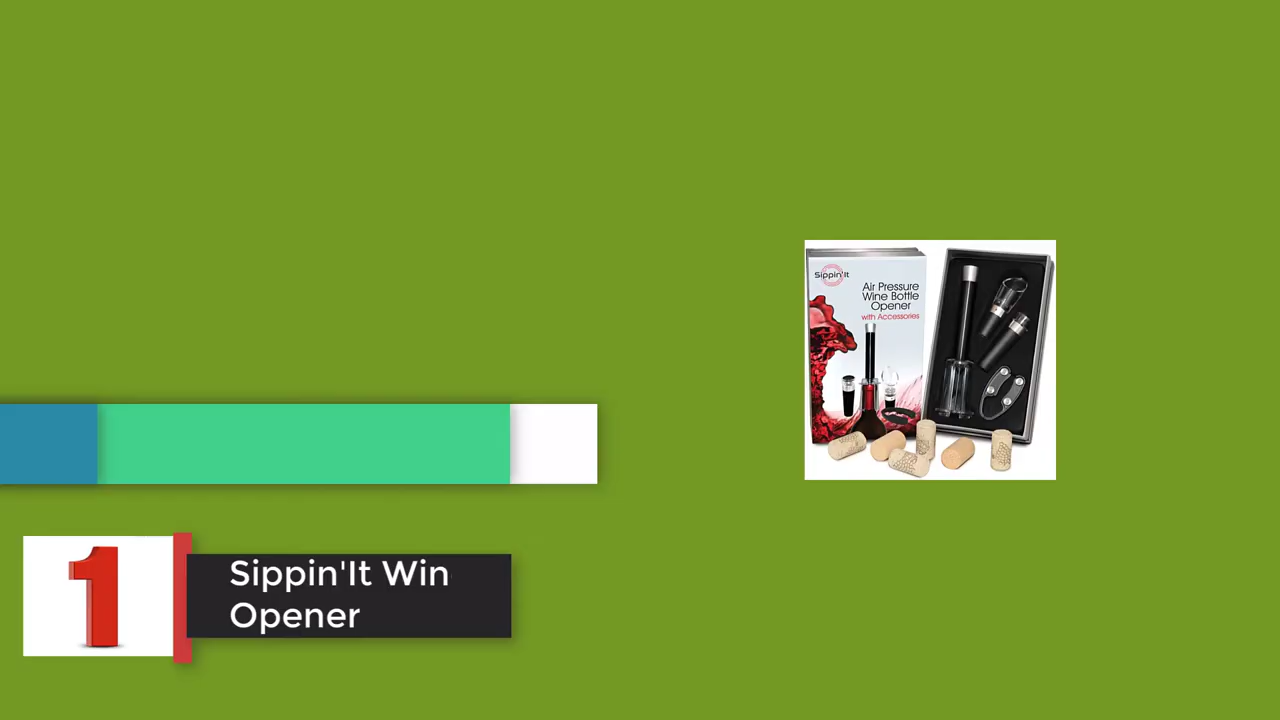 Sippin'It
Air Pressure
Wine Bottle
Opener
with Accessories
1
Sippin'It Win
Opener